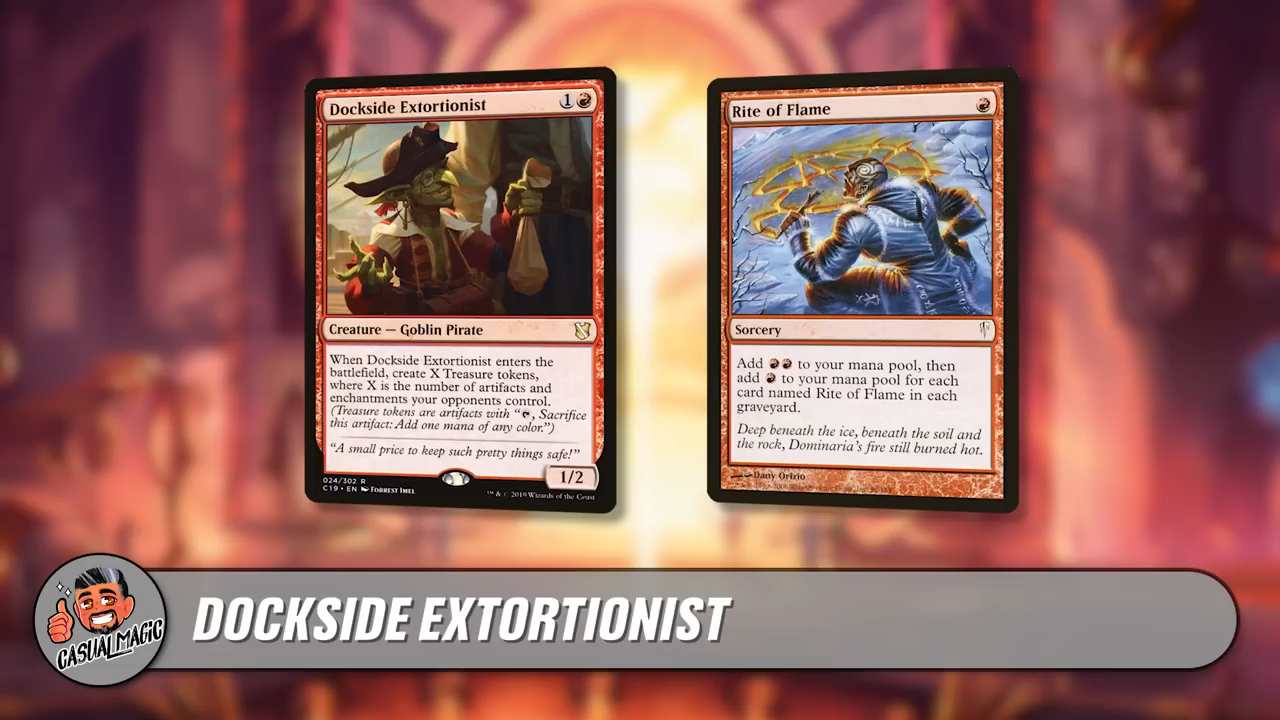 Dockside Extortionist 1
Creature — Goblin Pirate
When Dockside Extortionist enters the
battlefield, create X Treasure tokens,
where X is the number of artifacts and
enchantments your opponents control.
(Treasure tokens are artifacts with “, Sacrifice
this artifact: Add one mana of any color.”)
“A small price to keep such pretty things safe!”
1/2
024/302 R
C19 • EN Forrest Imel
™ & © 2019 Wizards of the Coast
Rite of Flame
Sorcery
Add to your mana pool, then
add to your mana pool for each
card named Rite of Flame in each
graveyard.
Deep beneath the ice, beneath the soil and
the rock, Dominaria's fire still burned hot.
Dany Orizio
CASUAL MAGIC
DOCKSIDE EXTORTIONIST